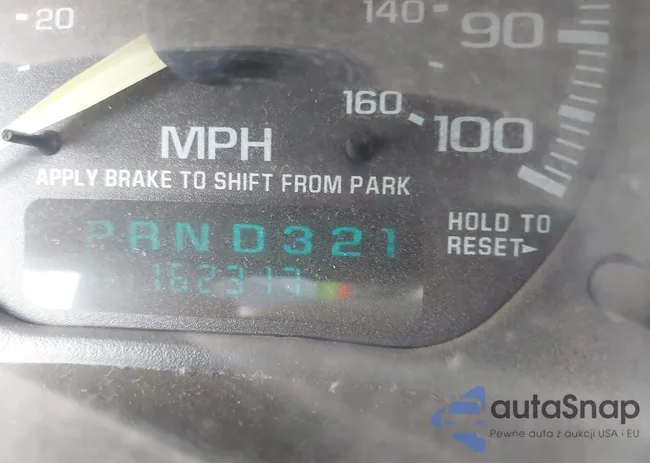 20
140
90
160
100
MPH
APPLY BRAKE TO SHIFT FROM PARK
PRND321
HOLD TO
RESET
162317
autaSnap
Pewne auta z aukcji USA i EU